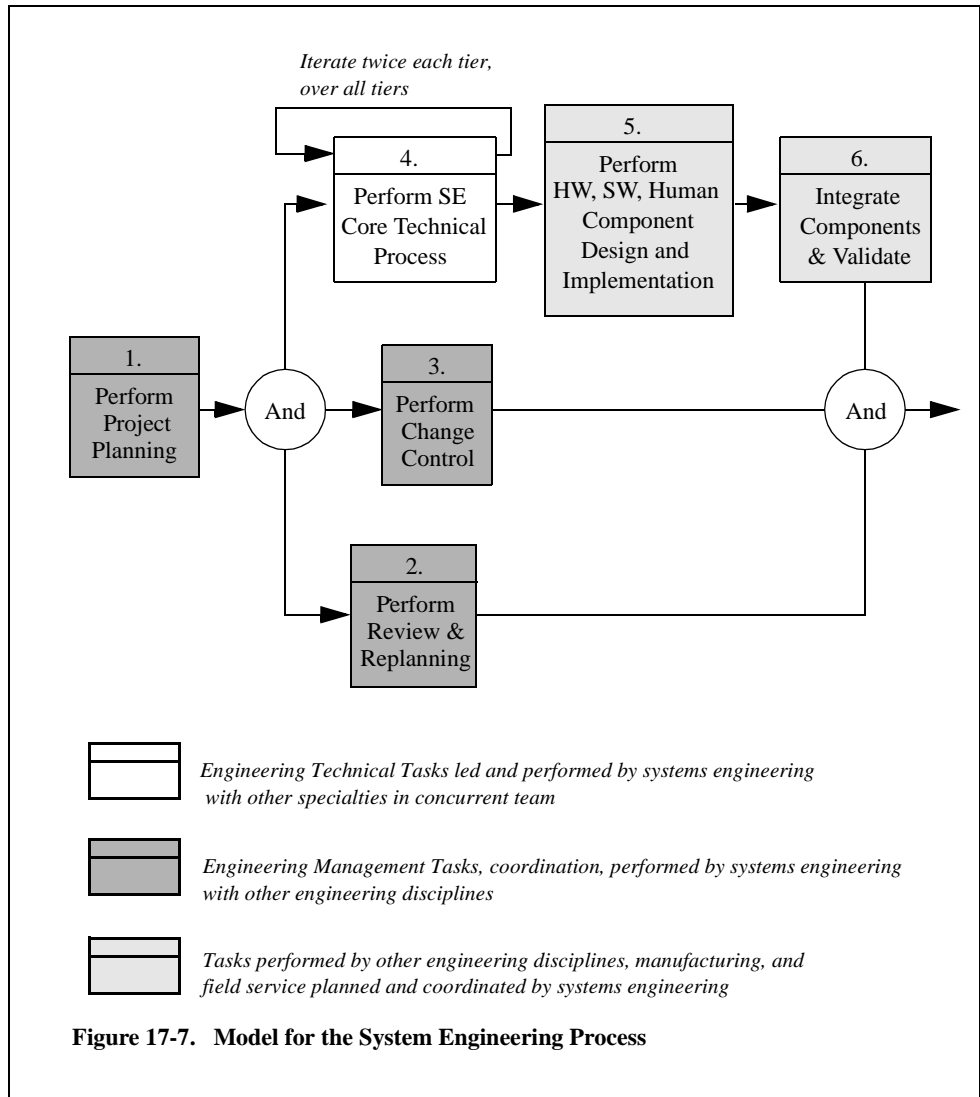 Iterate twice each tier,
over all tiers
4.
Perform SE
Core Technical
Process
5.
Perform
HW, SW, Human
Component
Design and
Implementation
6.
Integrate
Components
& Validate
1.
Perform
Project
Planning
And
3.
Perform
Change
Control
And
2.
Perform
Review &
Replanning
Engineering Technical Tasks led and performed by systems engineering
with other specialties in concurrent team
Engineering Management Tasks, coordination, performed by systems engineering
with other engineering disciplines
Tasks performed by other engineering disciplines, manufacturing, and
field service planned and coordinated by systems engineering
Figure 17-7. Model for the System Engineering Process